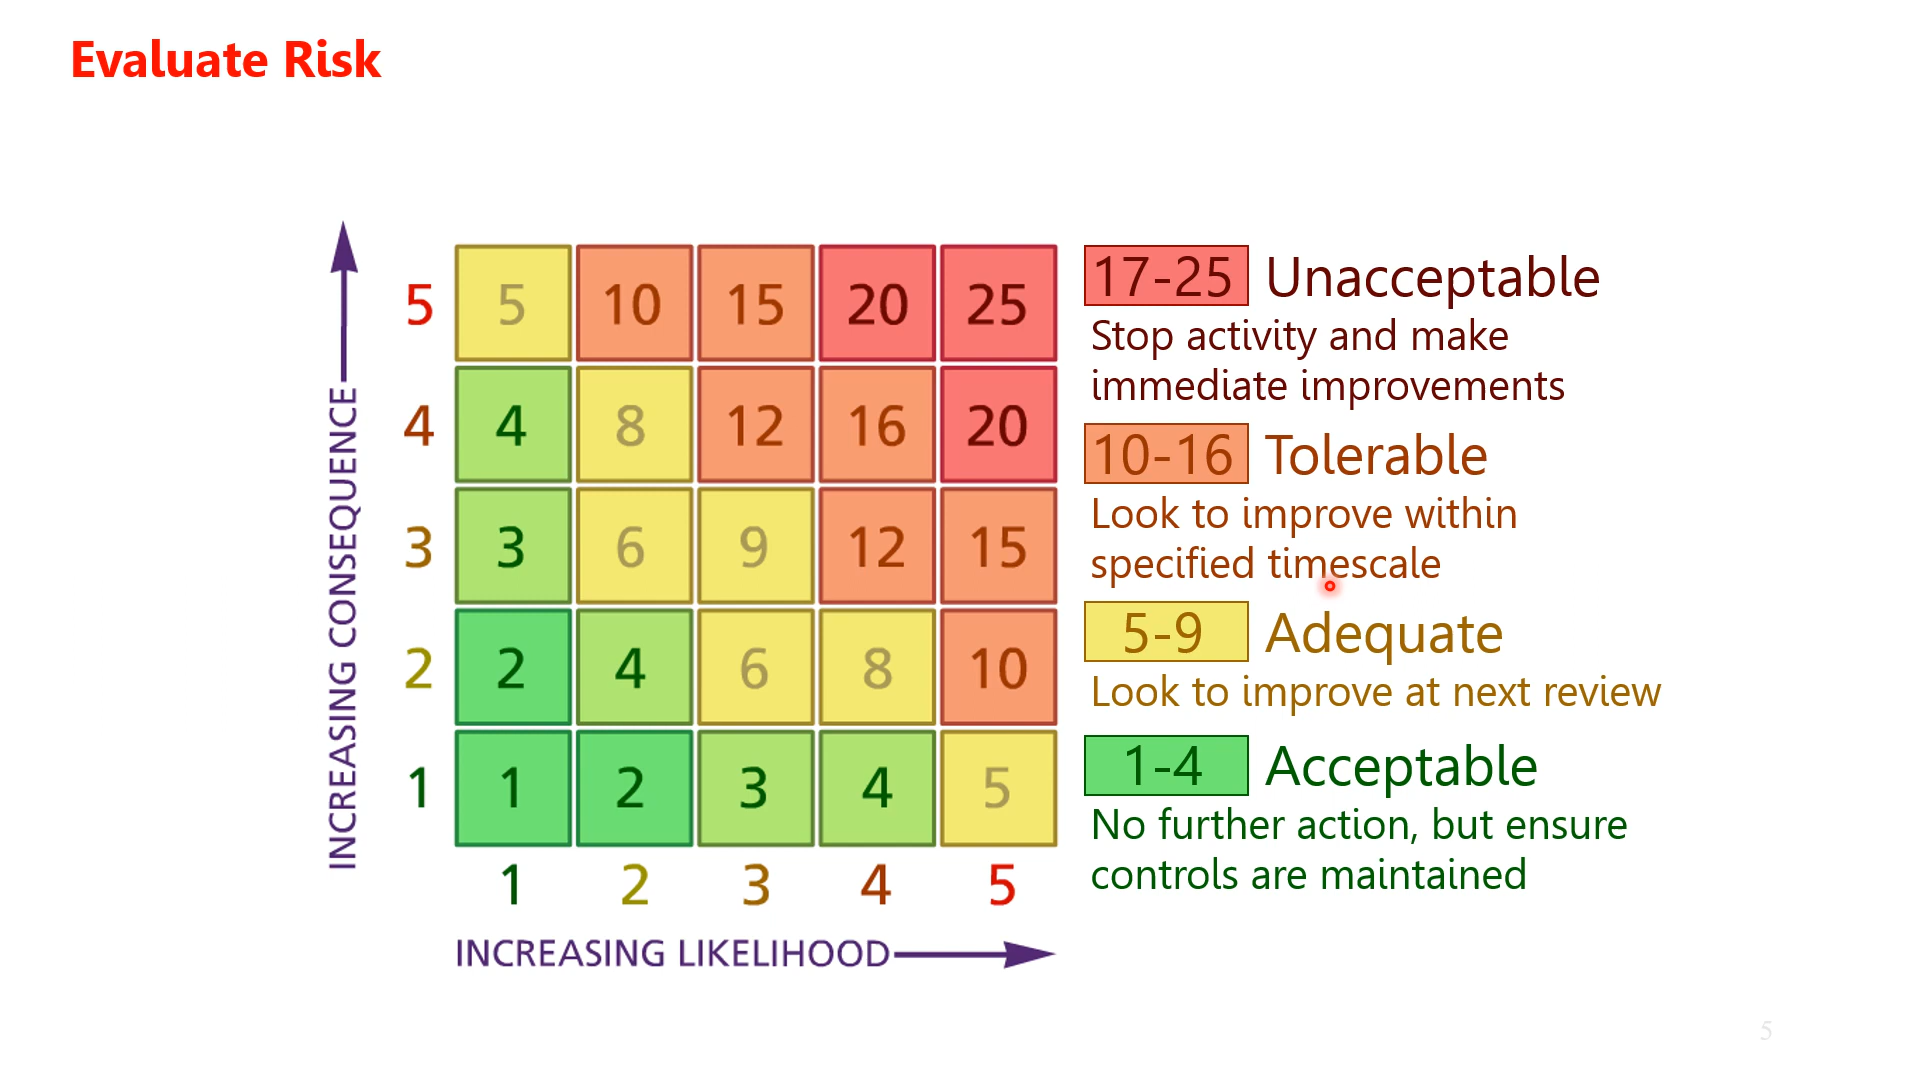 Evaluate Risk
INCREASING CONSEQUENCE
5 5 10 15 20 25
4 4 8 12 16 20
3 3 6 9 12 15
2 2 4 6 8 10
1 1 2 3 4 5
1 2 3 4 5
INCREASING LIKELIHOOD
17-25 Unacceptable
Stop activity and make
immediate improvements
10-16 Tolerable
Look to improve within
specified timescale
5-9 Adequate
Look to improve at next review
1-4 Acceptable
No further action, but ensure
controls are maintained
5